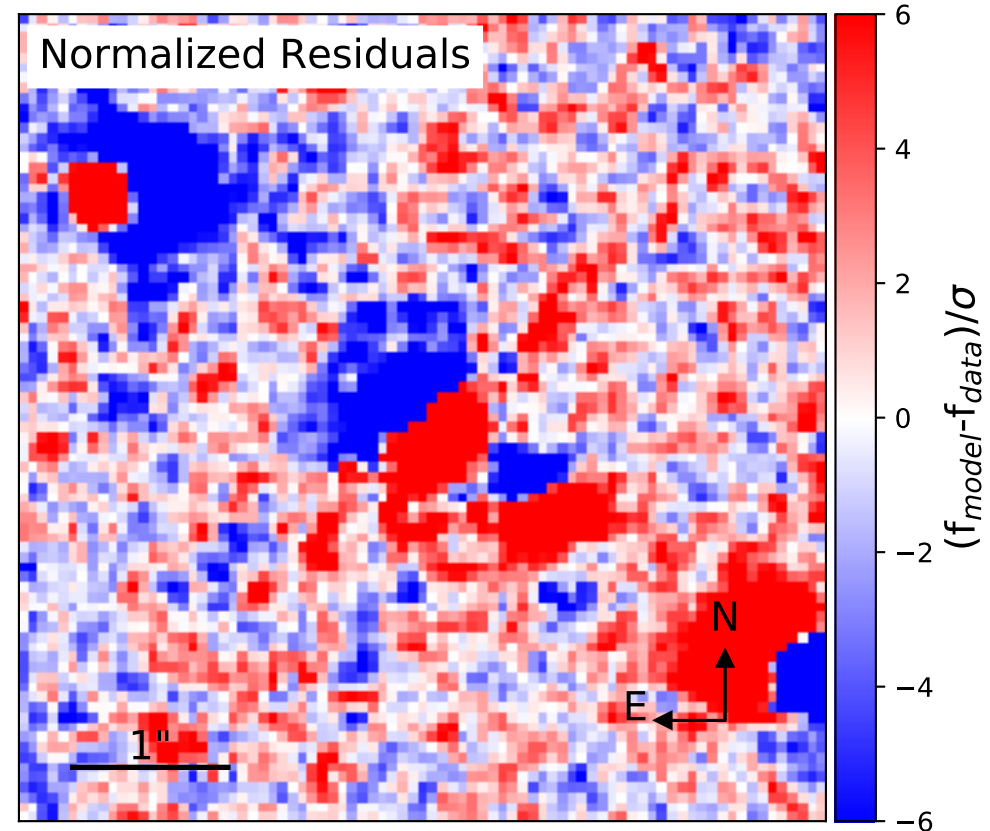 Normalized Residuals
N
E
1"
6
4
2
0
−2
−4
−6
(f_model-f_data)/σ